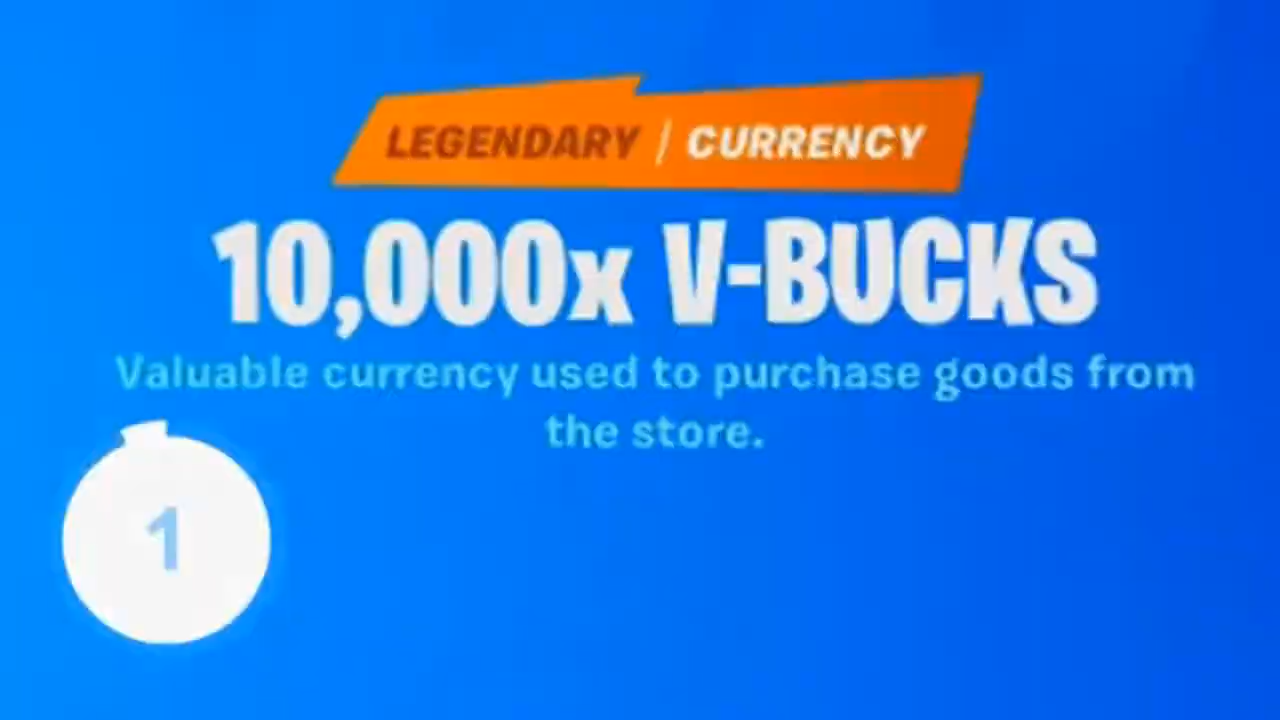 LEGENDARY / CURRENCY
10,000x V-BUCKS
Valuable currency used to purchase goods from
the store.
1